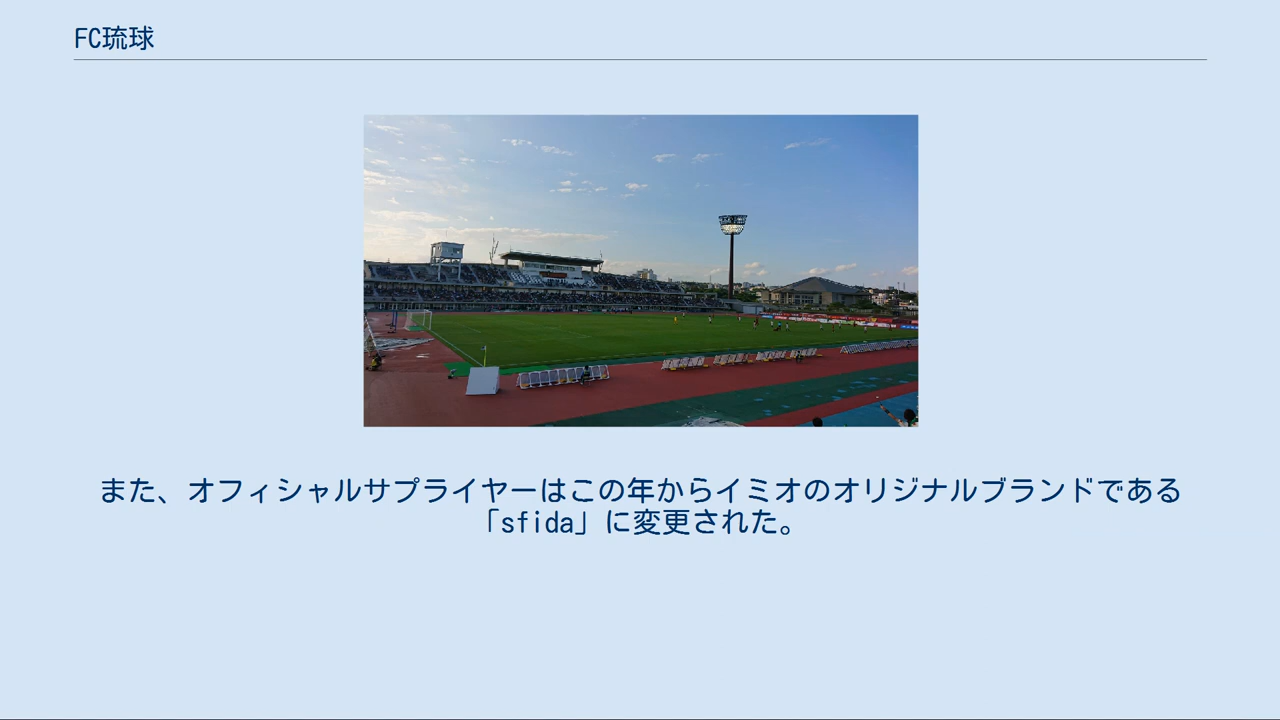 FC琉球
また、オフィシャルサプライヤーはこの年からイミオのオリジナルブランドである
「sfida」に変更された。